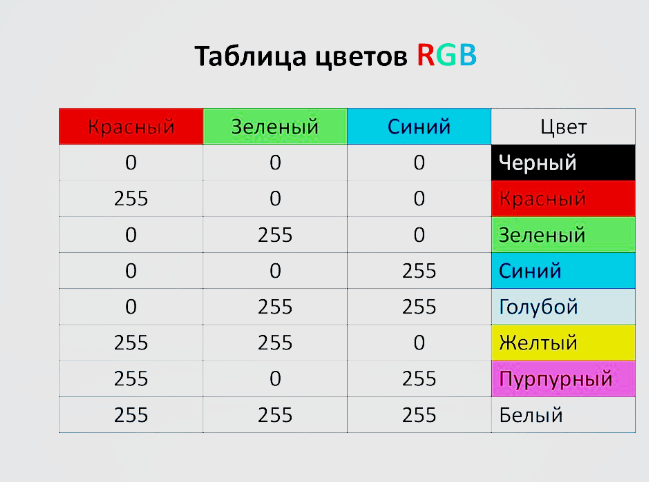 Таблица цветов RGB
Красный Зеленый Синий Цвет
0 0 0 Черный
255 0 0 Красный
0 255 0 Зеленый
0 0 255 Синий
0 255 255 Голубой
255 255 0 Желтый
255 0 255 Пурпурный
255 255 255 Белый